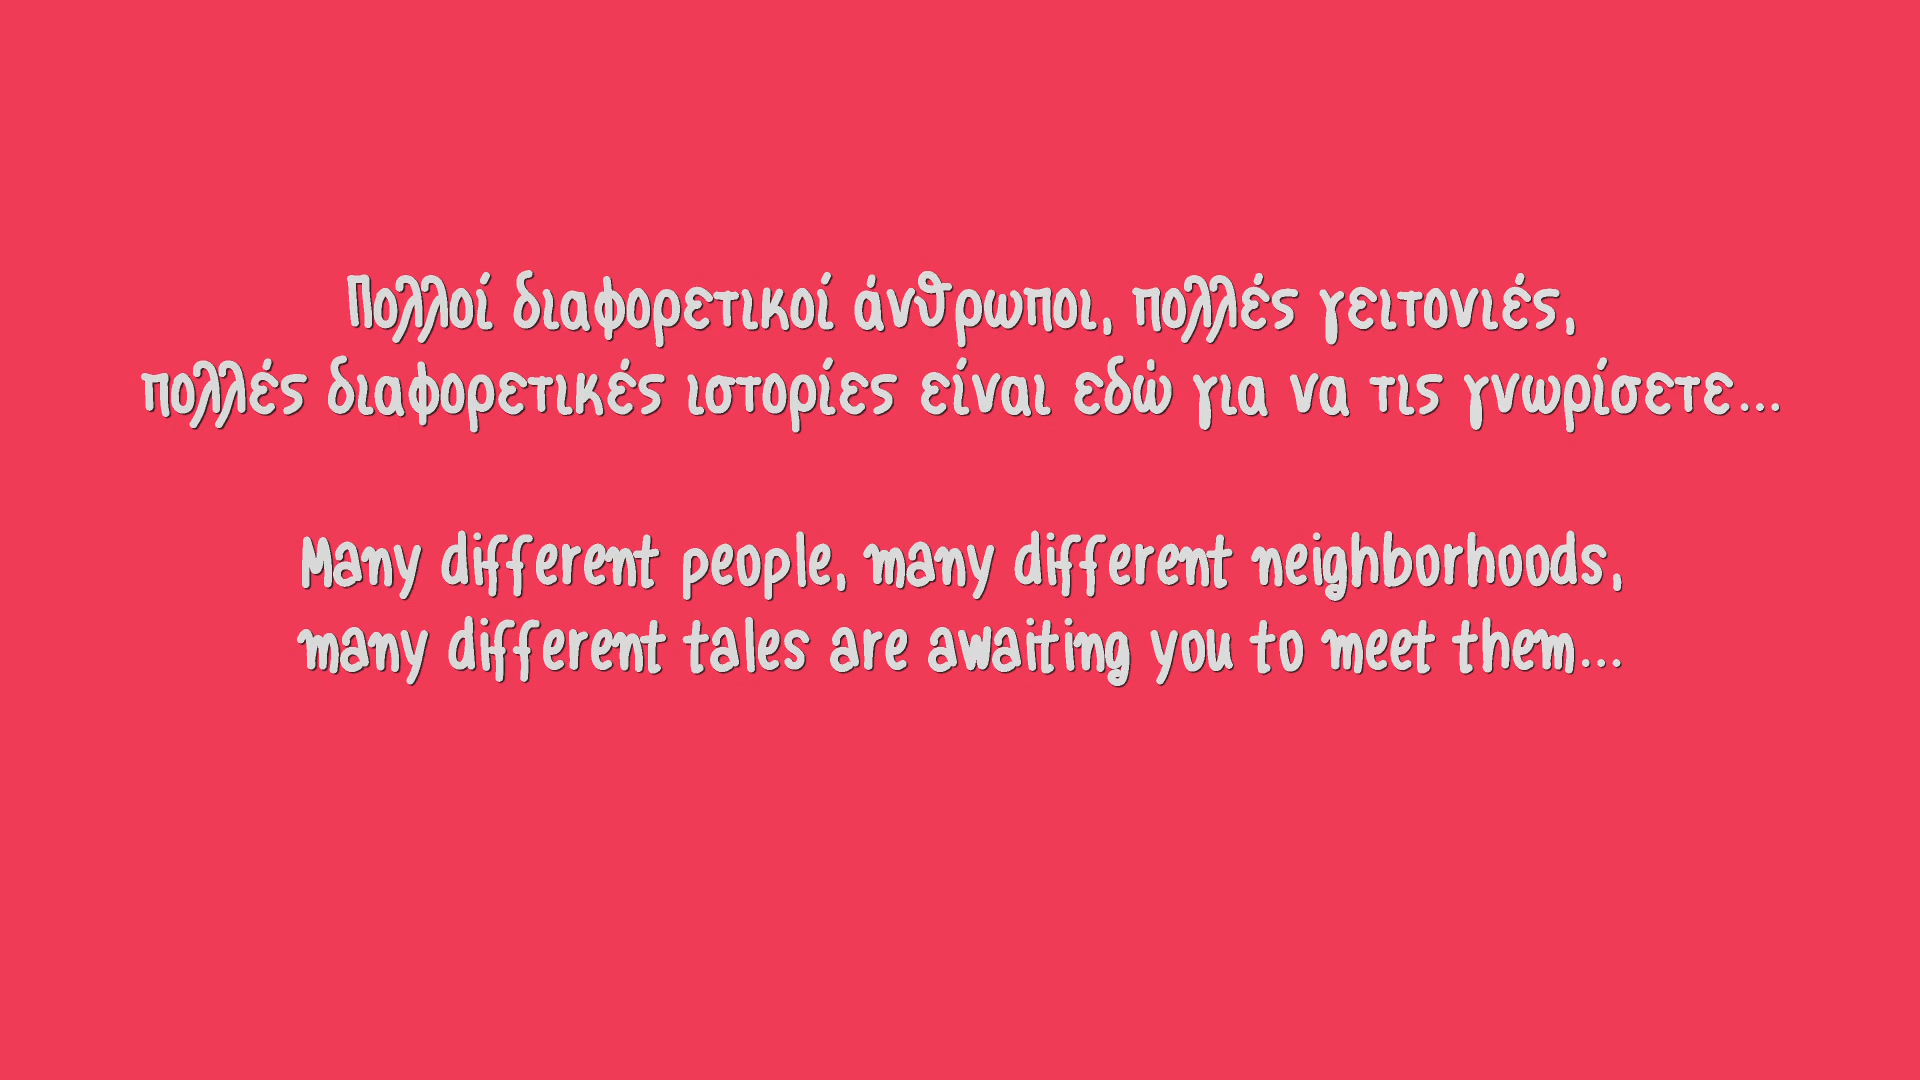 Πολλοί διαφορετικοί άνθρωποι, πολλές γειτονιές,
πολλές διαφορετικές ιστορίες είναι εδώ για να τις γνωρίσετε...
Many different people, many different neighborhoods,
many different tales are awaiting you to meet them...